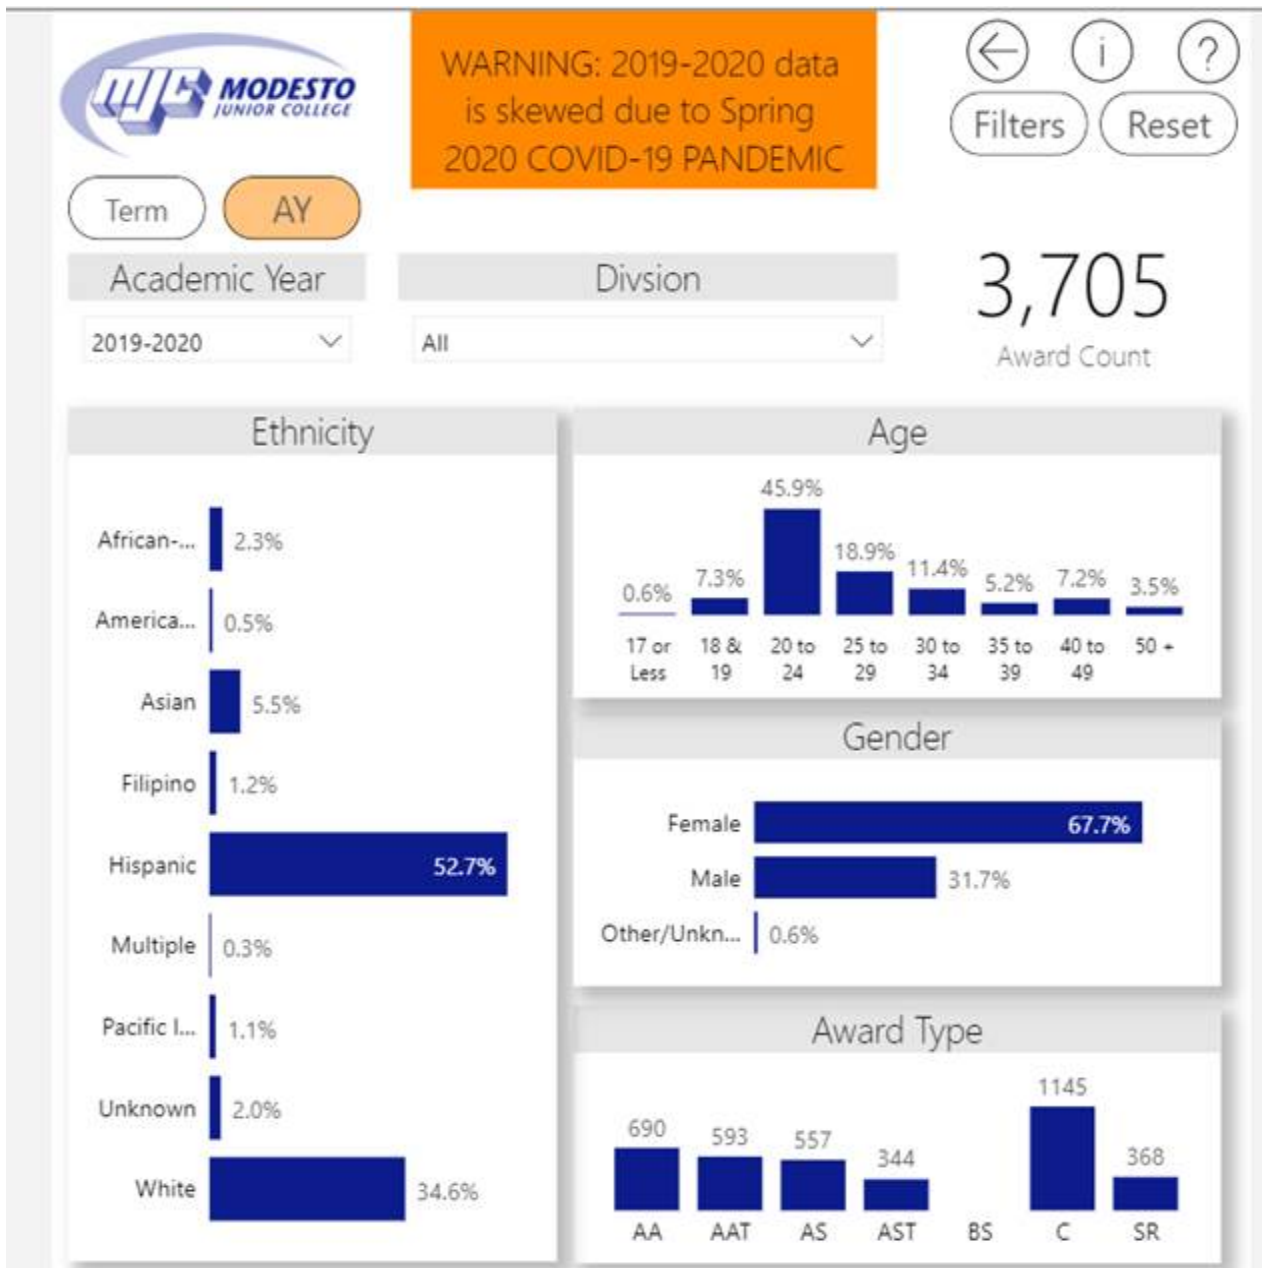 MJC MODESTO
JUNIOR COLLEGE
WARNING: 2019-2020 data
is skewed due to Spring
2020 COVID-19 PANDEMIC
i ?
Filters Reset
Term AY
Academic Year
2019-2020
Divsion
All
3,705
Award Count
Ethnicity
African-... 2.3%
America... 0.5%
Asian 5.5%
Filipino 1.2%
Hispanic 52.7%
Multiple 0.3%
Pacific I... 1.1%
Unknown 2.0%
White 34.6%
Age
0.6% 7.3% 45.9% 18.9% 11.4% 5.2% 7.2% 3.5%
17 or 18 & 20 to 25 to 30 to 35 to 40 to 50 +
Less 19 24 29 34 39 49
Gender
Female 67.7%
Male 31.7%
Other/Unkn... 0.6%
Award Type
690 593 557 344 1145 368
AA AAT AS AST BS C SR